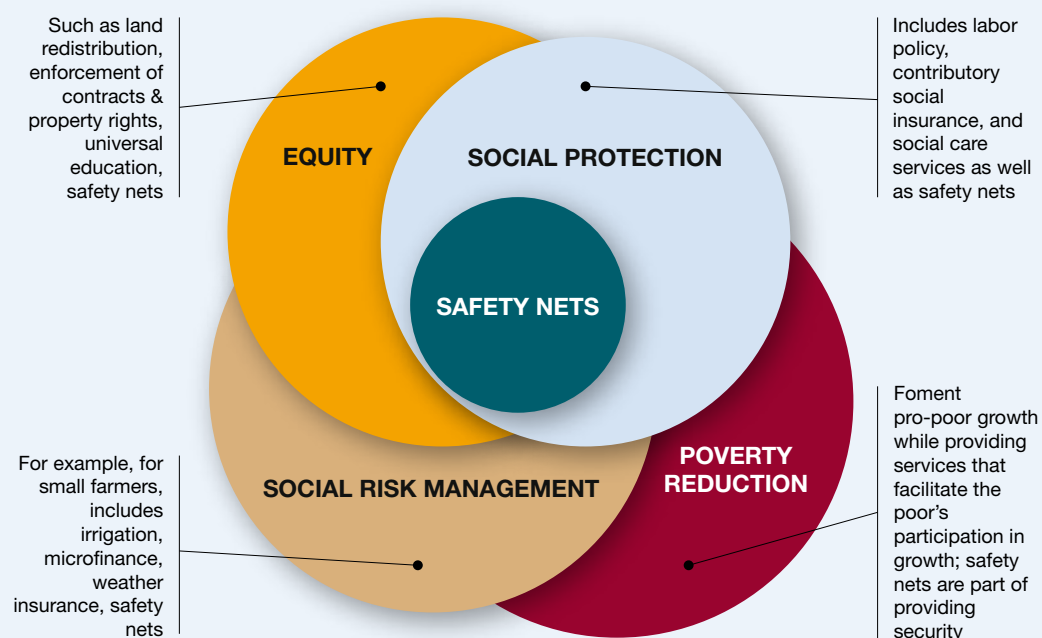 Such as land
redistribution,
enforcement of
contracts &
property rights,
universal
education,
safety nets
Includes labor
policy,
contributory
social
insurance, and
social care
services as well
as safety nets
EQUITY
SOCIAL PROTECTION
SAFETY NETS
POVERTY
REDUCTION
SOCIAL RISK MANAGEMENT
For example, for
small farmers,
includes
irrigation,
microfinance,
weather
insurance, safety
nets
Foment
pro-poor growth
while providing
services that
facilitate the
poor’s
participation in
growth; safety
nets are part of
providing
security